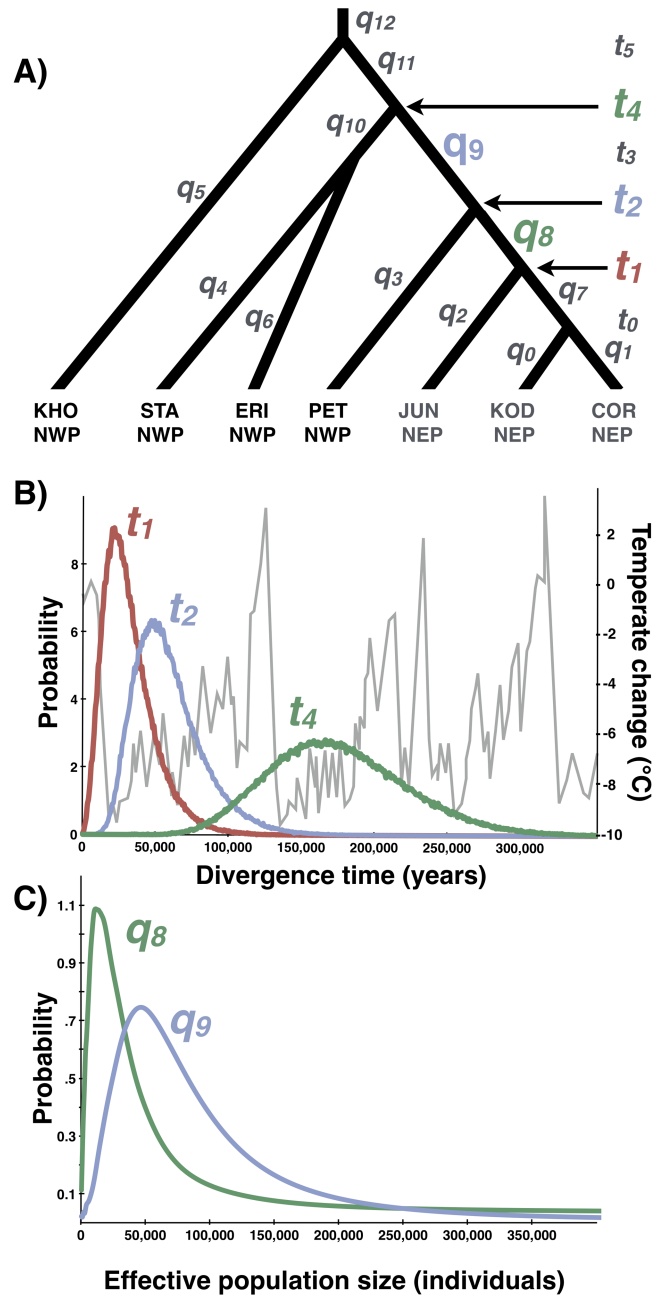 A)
q12
q11
t5
t4
q10
q9
t3
q5
t2
q8
t1
q4
q3
q7
q6
q2
t0
q0
q1
KHO STA ERI PET JUN KOD COR
NWP NWP NWP NWP NEP NEP NEP
B)
t1
t2
t4
Probability
8
6
4
2
0
2
0
-2
-4
-6
-8
-10
Temperate change (°C)
0 50,000 100,000 150,000 200,000 250,000 300,000
Divergence time (years)
C)
q8
q9
Probability
1.1
0.9
.7
.5
0.3
0.1
0 50,000 100,000 150,000 200,000 250,000 300,000 350,000
Effective population size (individuals)